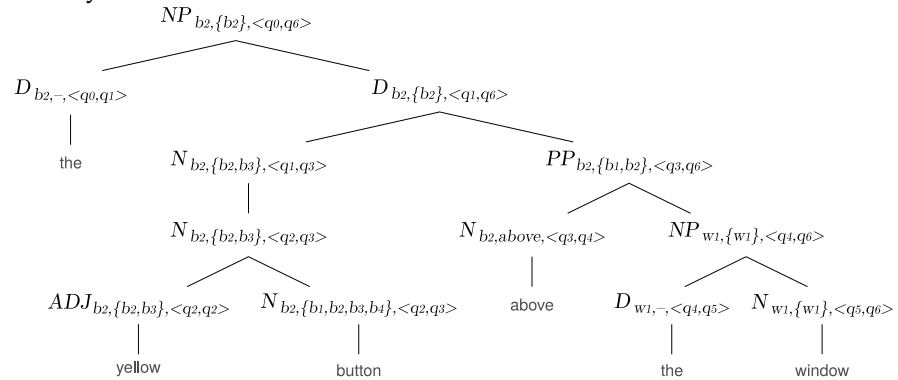 NP b2,{b2},<q0,q6>
D b2,–,<q0,q1> D b2,{b2},<q1,q6>
the N b2,{b2,b3},<q1,q3> PP b2,{b1,b2},<q3,q6>
N b2,{b2,b3},<q2,q3> N b2,above,<q3,q4> NP w1,{w1},<q4,q6>
ADJ b2,{b2,b3},<q2,q2> N b2,{b1,b2,b3,b4},<q2,q3> above D w1,–,<q4,q5> N w1,{w1},<q5,q6>
yellow button the window